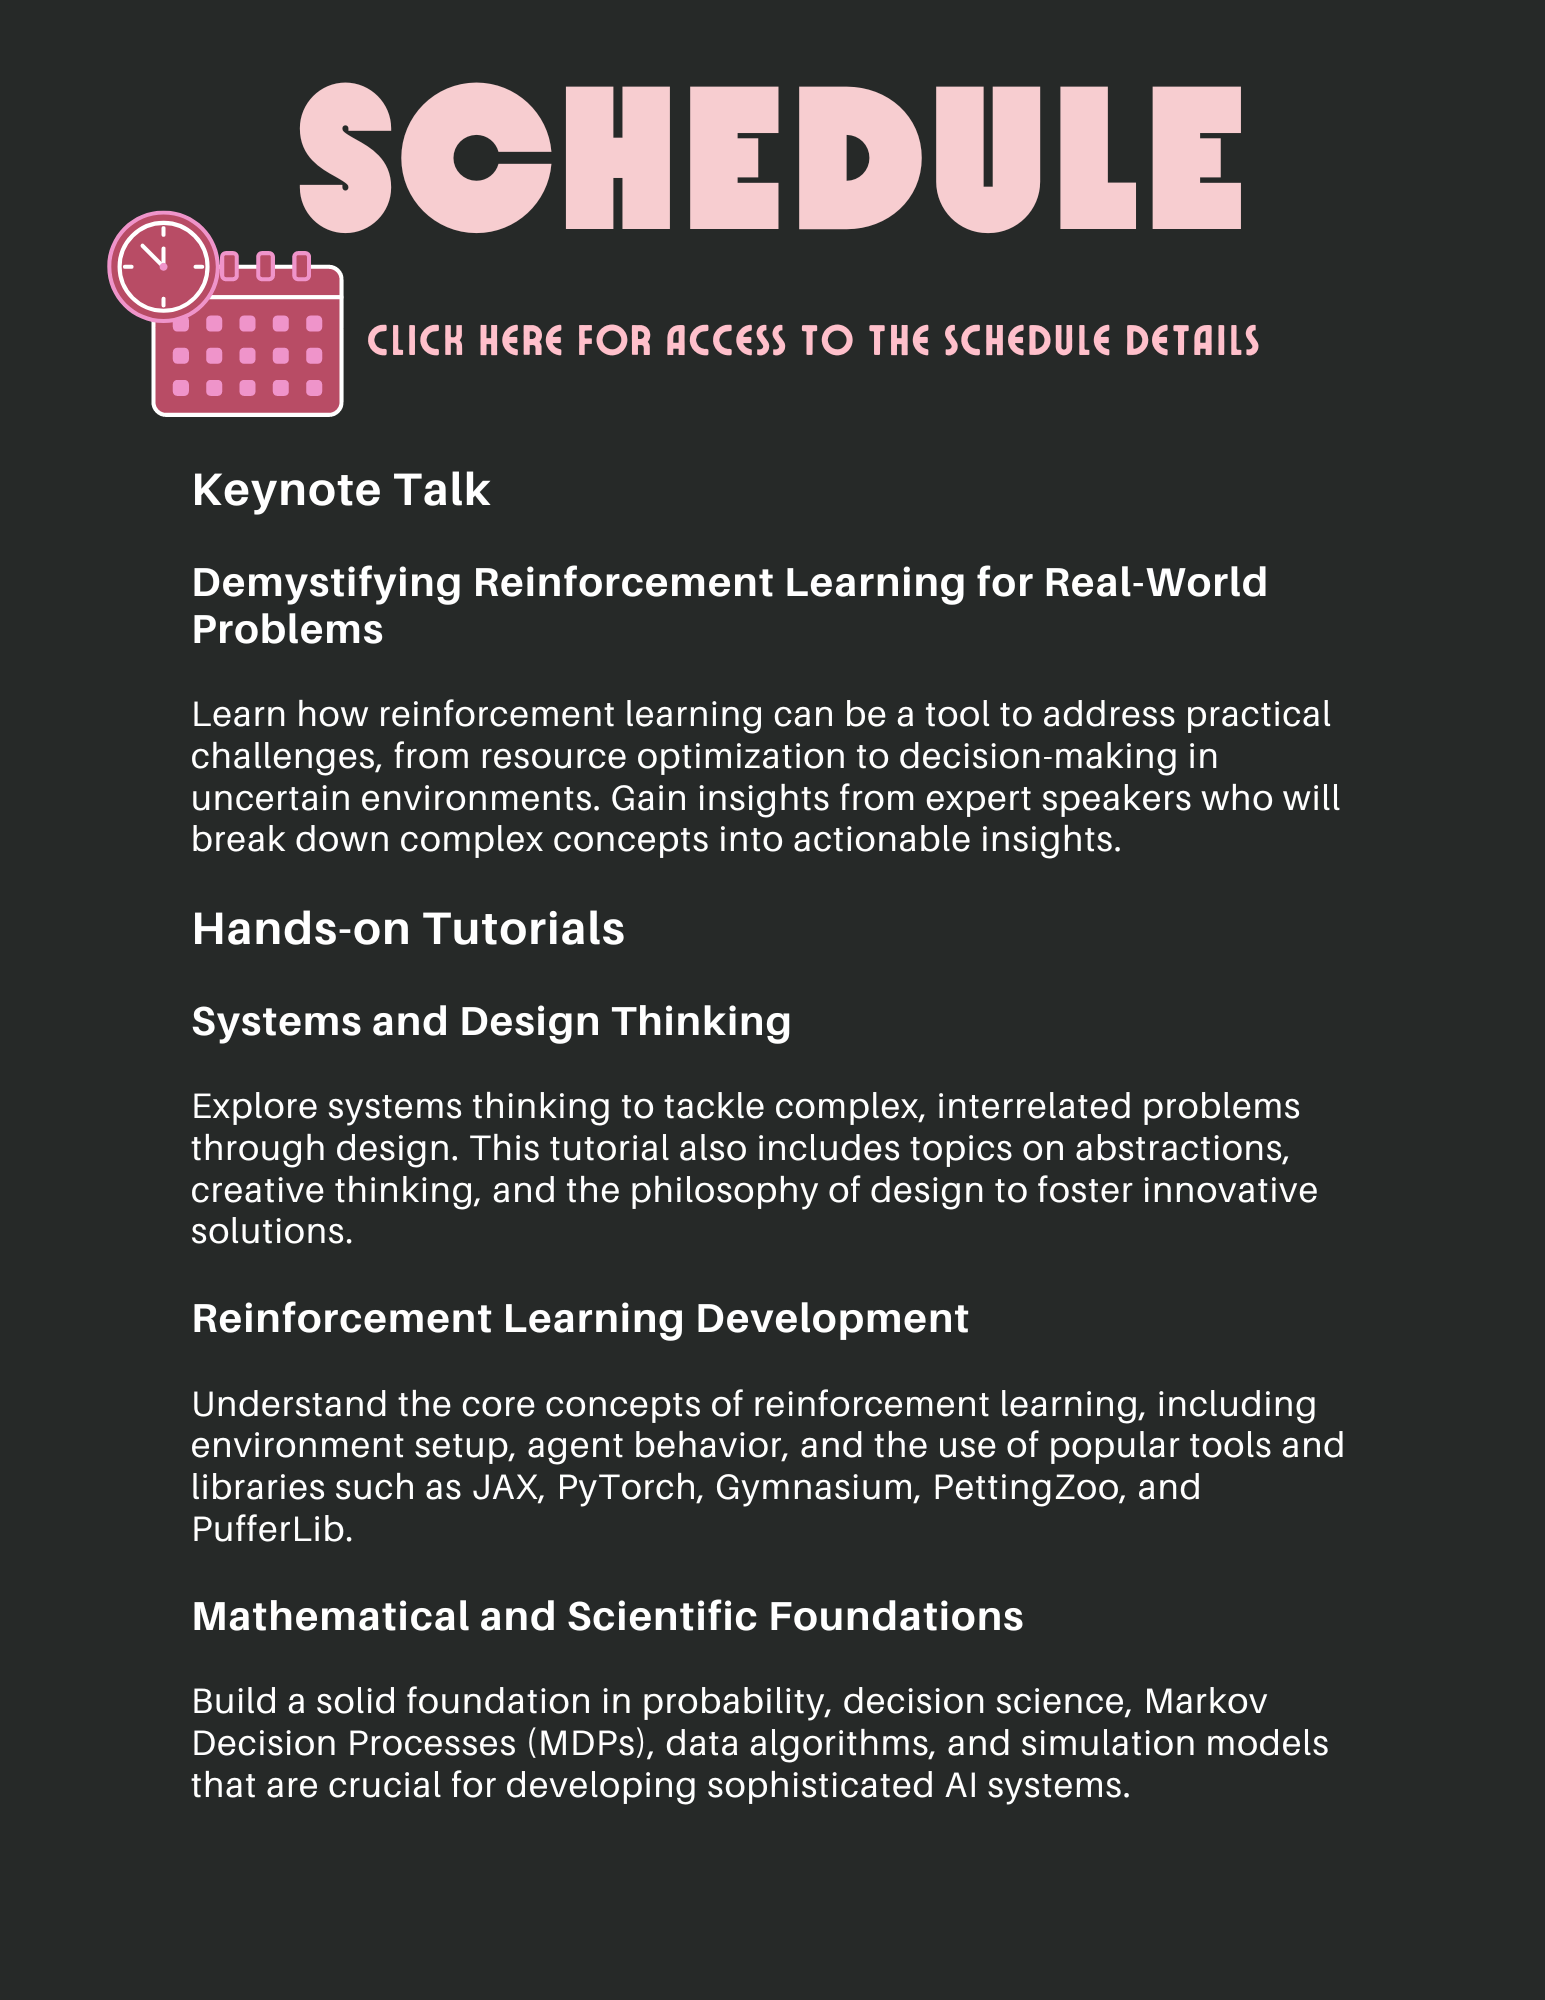 SCHEDULE
CLICK HERE FOR ACCESS TO THE SCHEDULE DETAILS
Keynote Talk
Demystifying Reinforcement Learning for Real-World
Problems
Learn how reinforcement learning can be a tool to address practical
challenges, from resource optimization to decision-making in
uncertain environments. Gain insights from expert speakers who will
break down complex concepts into actionable insights.
Hands-on Tutorials
Systems and Design Thinking
Explore systems thinking to tackle complex, interrelated problems
through design. This tutorial also includes topics on abstractions,
creative thinking, and the philosophy of design to foster innovative
solutions.
Reinforcement Learning Development
Understand the core concepts of reinforcement learning, including
environment setup, agent behavior, and the use of popular tools and
libraries such as JAX, PyTorch, Gymnasium, PettingZoo, and
PufferLib.
Mathematical and Scientific Foundations
Build a solid foundation in probability, decision science, Markov
Decision Processes (MDPs), data algorithms, and simulation models
that are crucial for developing sophisticated AI systems.